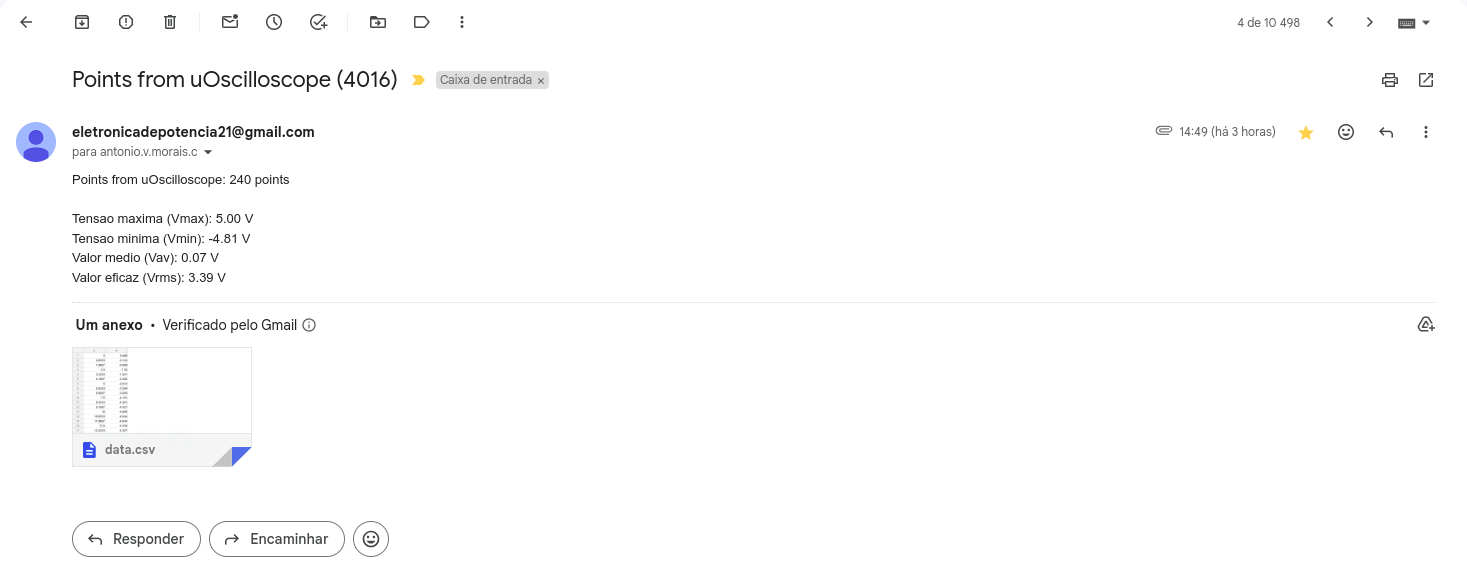 4 de 10 498
Points from uOscilloscope (4016)
Caixa de entrada ×
eletronicadepotencia21@gmail.com
14:49 (há 3 horas)
para antonio.v.morais.c
Points from uOscilloscope: 240 points
Tensao maxima (Vmax): 5.00 V
Tensao minima (Vmin): -4.81 V
Valor medio (Vav): 0.07 V
Valor eficaz (Vrms): 3.39 V
Um anexo • Verificado pelo Gmail
data.csv
Responder
Encaminhar